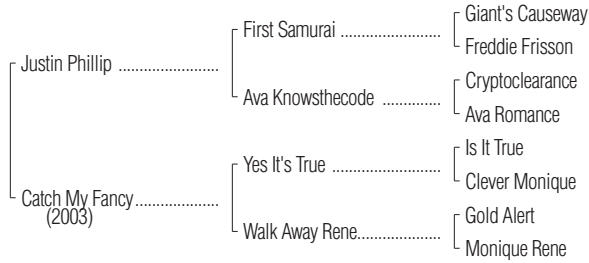 Giant's Causeway
First Samurai ......................
Freddie Frisson
Justin Phillip ......................
Cryptoclearance
Ava Knowsthecode .............
Ava Romance
Is It True
Yes It's True ........................
Clever Monique
Catch My Fancy..................
(2003)
Gold Alert
Walk Away Rene..................
Monique Rene